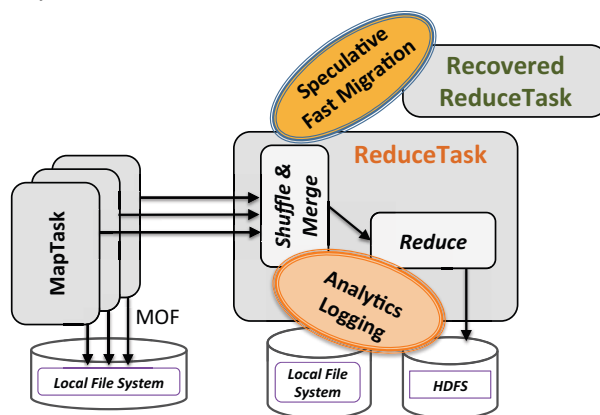 Speculative
Fast Migration
Recovered
ReduceTask
ReduceTask
Shuffle &
Merge
Reduce
MapTask
Analytics
Logging
MOF
Local File System
Local File
System
HDFS